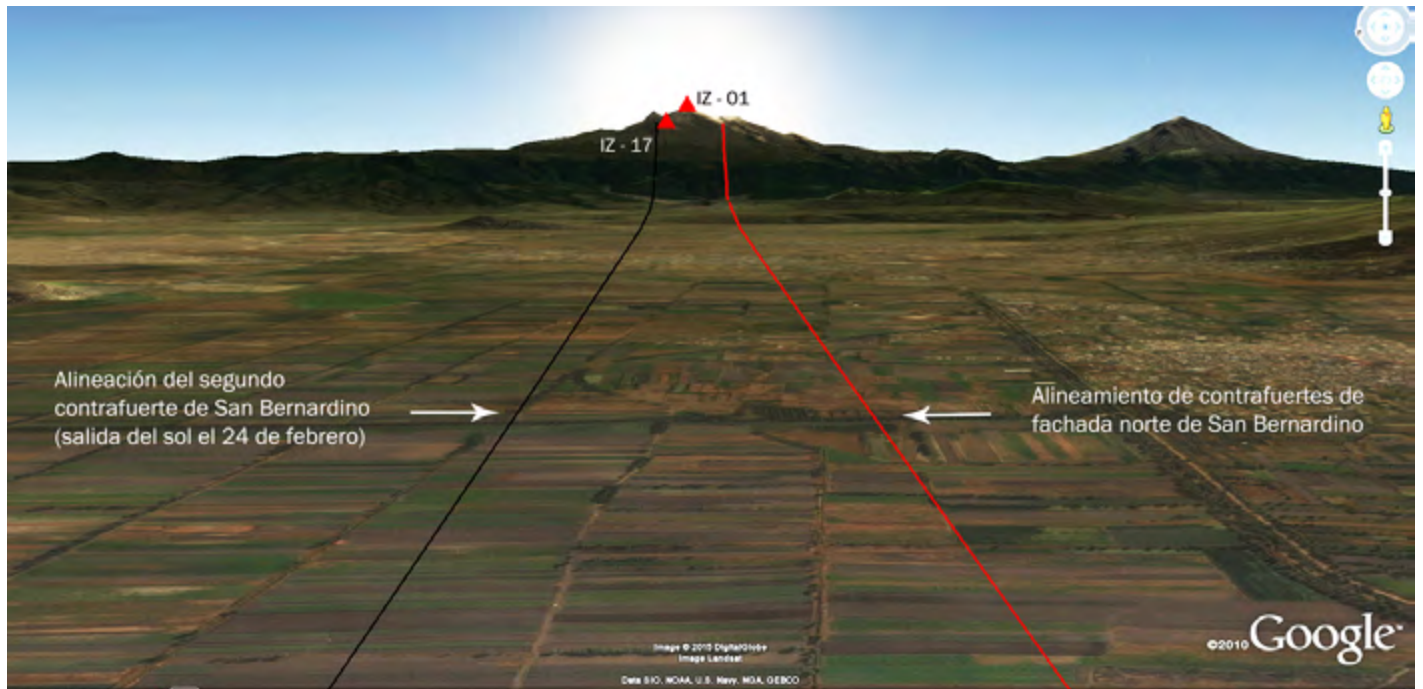 IZ - 01
IZ - 17
Alineación del segundo
contrafuerte de San Bernardino
(salida del sol el 24 de febrero)
Alineamiento de contrafuertes de
fachada norte de San Bernardino
Image © 2015 DigitalGlobe
Image Landsat
Data SIO, NOAA, U.S. Navy, NGA, GEBCO
©2010 Google